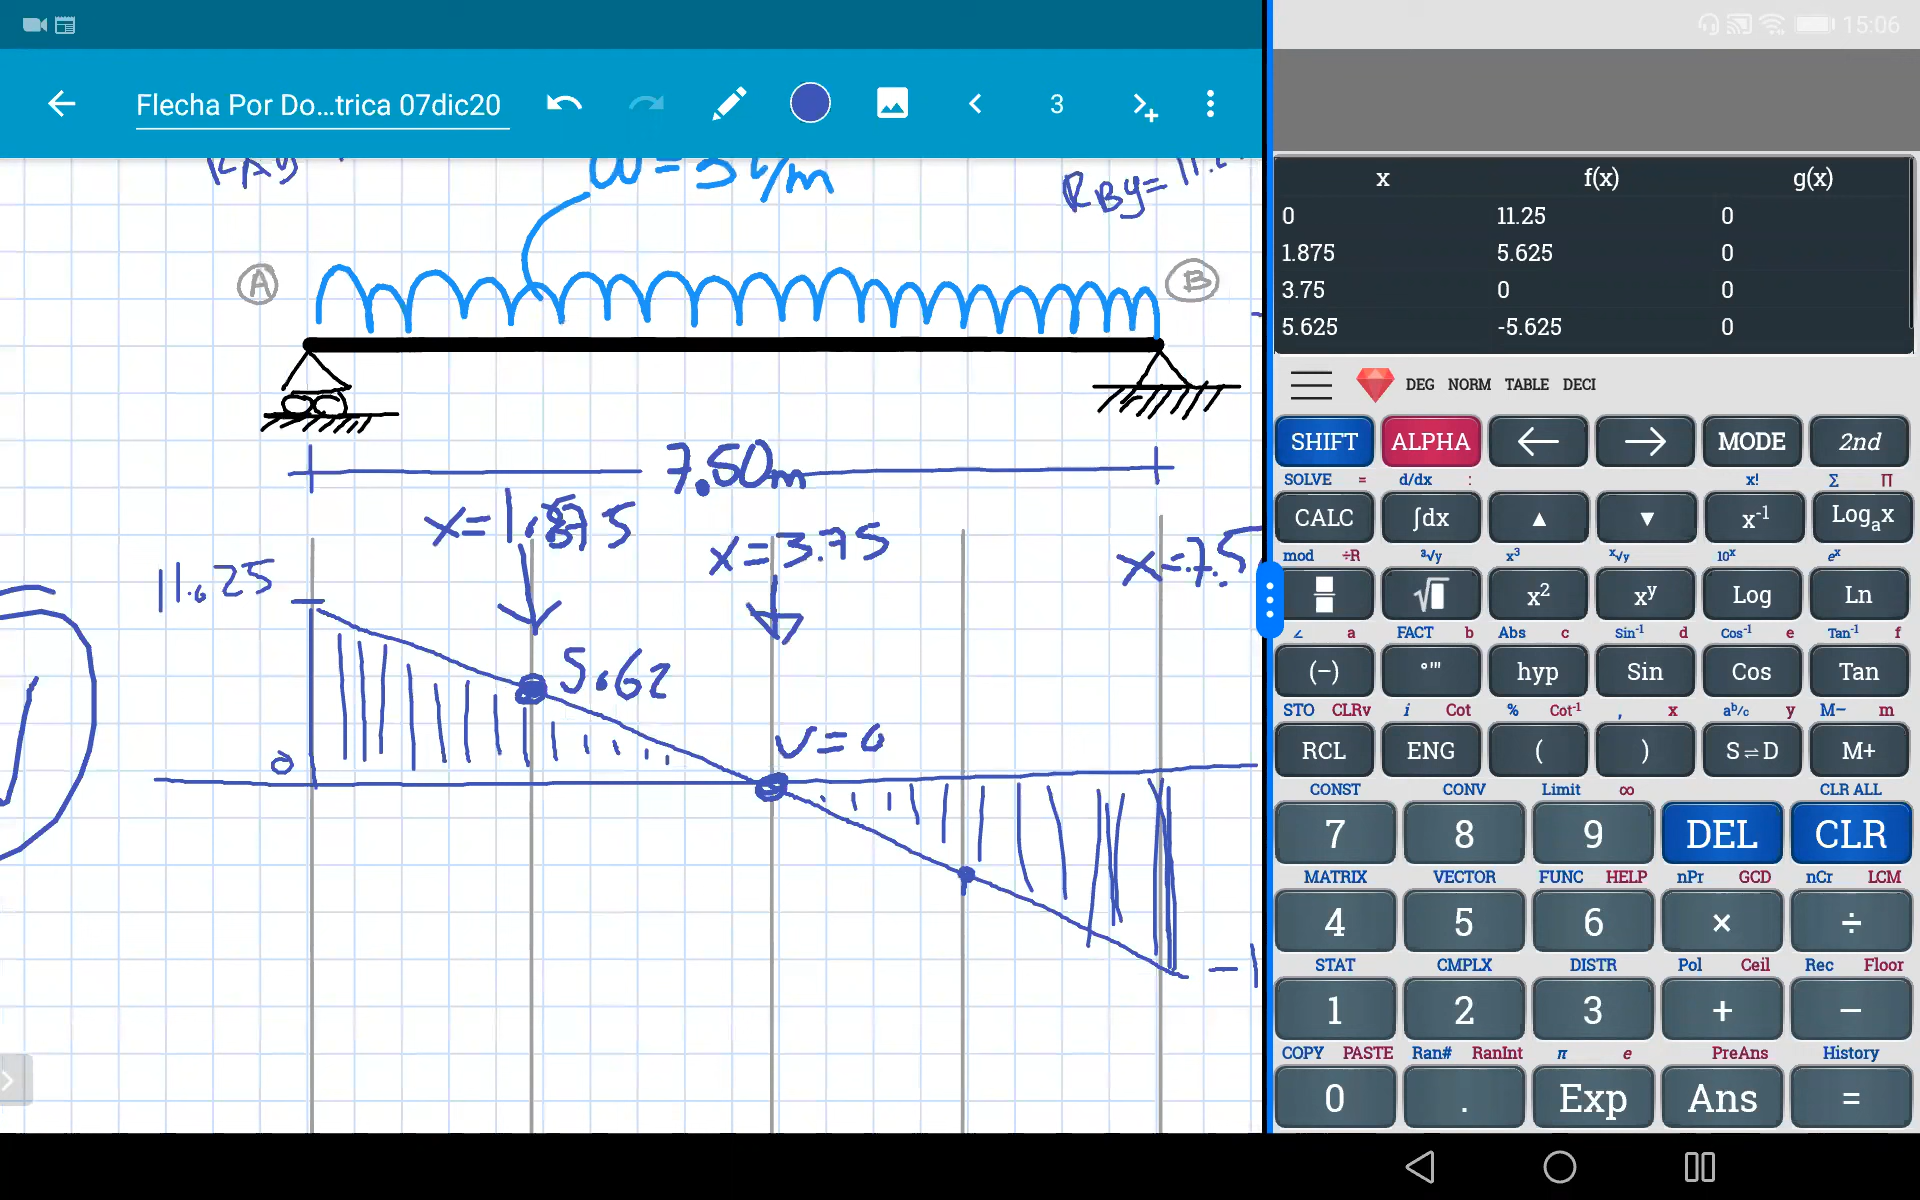 15:06
Flecha Por Do...trica 07dic20
3
RAy
W=3t/m
RBy=11.2
A
B
7.50m
x=1.875
x=3.75
x=7.5
11.25
5.62
0
V=0
-1
x f(x) g(x)
0 11.25 0
1.875 5.625 0
3.75 0 0
5.625 -5.625 0
DEG NORM TABLE DECI
SHIFT ALPHA ← → MODE 2nd
SOLVE = d/dx : x! Σ Π
CALC ∫dx ▲ ▼ x⁻¹ Logₐx
mod ÷R ³√y x³ ˣ√y 10ˣ eˣ
√ x² xʸ Log Ln
∠ a FACT b Abs c Sin⁻¹ d Cos⁻¹ e Tan⁻¹ f
(−) °''' hyp Sin Cos Tan
STO CLRv i Cot % Cot⁻¹ , x aᵇ/c y M− m
RCL ENG ( ) S⇌D M+
CONST CONV Limit ∞ CLR ALL
7 8 9 DEL CLR
MATRIX VECTOR FUNC HELP nPr GCD nCr LCM
4 5 6 × ÷
STAT CMPLX DISTR Pol Ceil Rec Floor
1 2 3 + −
COPY PASTE Ran# RanInt π e PreAns History
0 . Exp Ans =